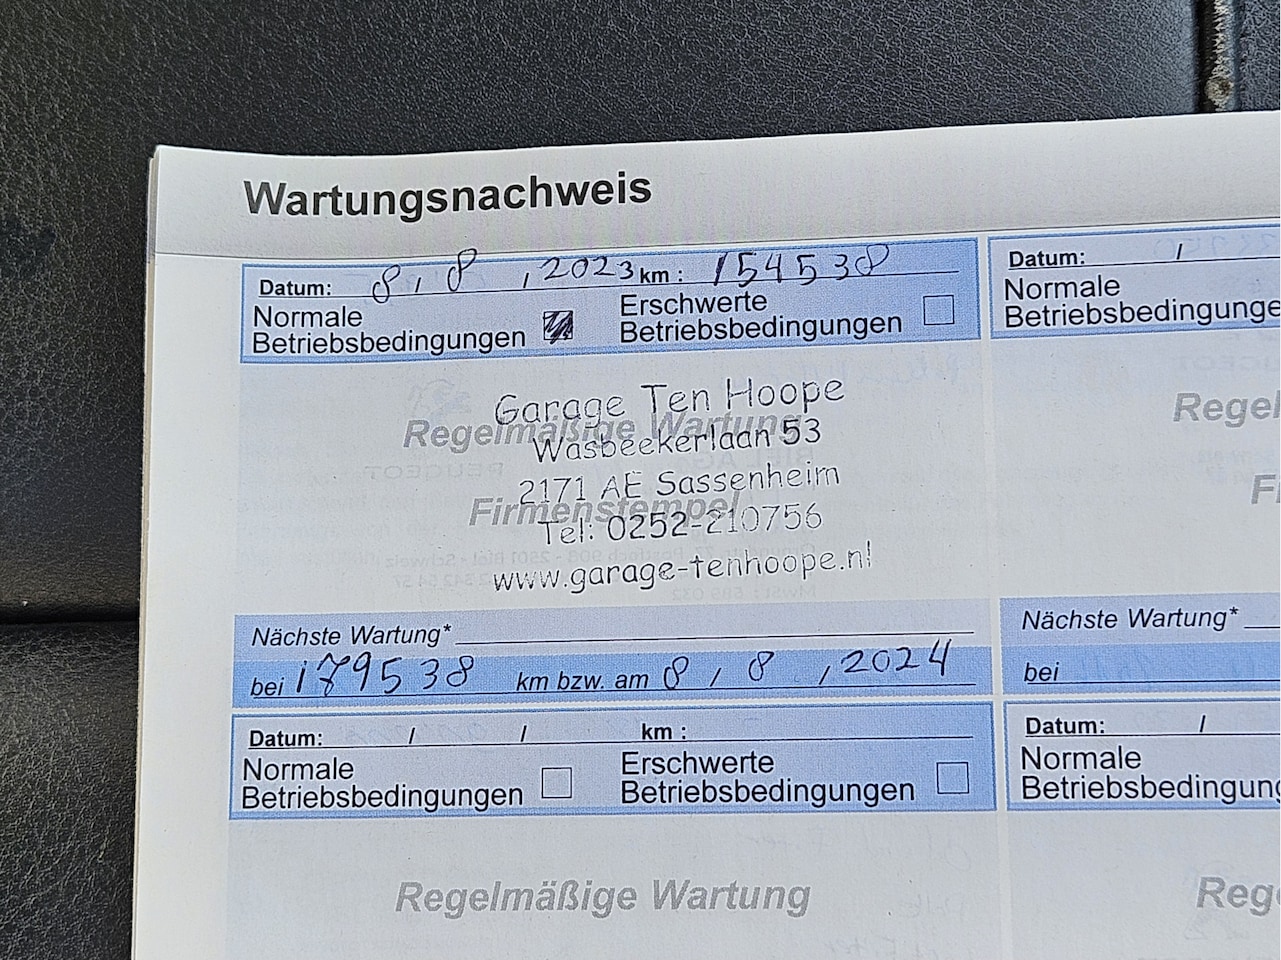 Wartungsnachweis
Datum: 8 / 8 / 2023 km : 154538
Normale Betriebsbedingungen Erschwerte Betriebsbedingungen
Garage Ten Hoope
Regelmäßige Wartung
Wasbeekerlaan 53
2171 AE Sassenheim
Firmenstempel
Tel: 0252-210756
www.garage-tenhoope.nl
Nächste Wartung*
bei 179538 km bzw. am 8 / 8 / 2024
Datum: / / km :
Normale Betriebsbedingungen Erschwerte Betriebsbedingungen
Regelmäßige Wartung
Datum: /
Normale
Nächste Wartung*
bei
Datum: /
Normale